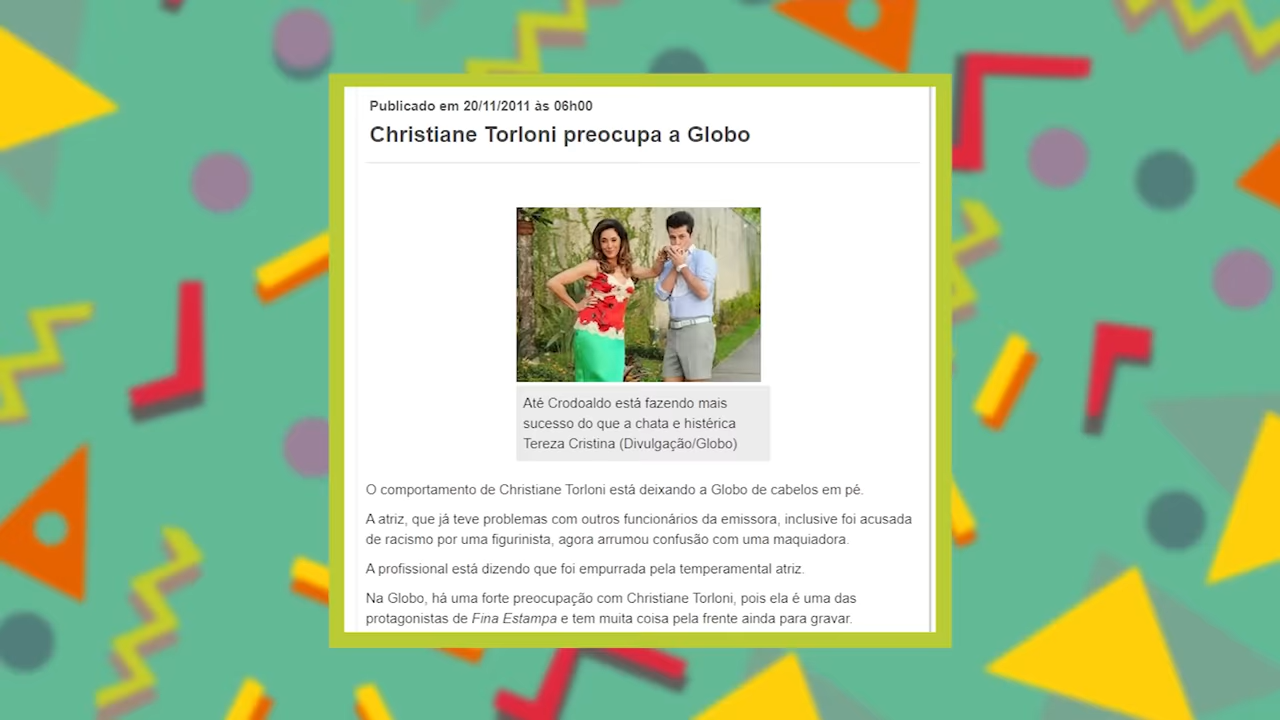 Publicado em 20/11/2011 às 06h00
Christiane Torloni preocupa a Globo
Até Crodoaldo está fazendo mais
sucesso do que a chata e histérica
Tereza Cristina (Divulgação/Globo)
O comportamento de Christiane Torloni está deixando a Globo de cabelos em pé.
A atriz, que já teve problemas com outros funcionários da emissora, inclusive foi acusada
de racismo por uma figurinista, agora arrumou confusão com uma maquiadora.
A profissional está dizendo que foi empurrada pela temperamental atriz.
Na Globo, há uma forte preocupação com Christiane Torloni, pois ela é uma das
protagonistas de Fina Estampa e tem muita coisa pela frente ainda para gravar.